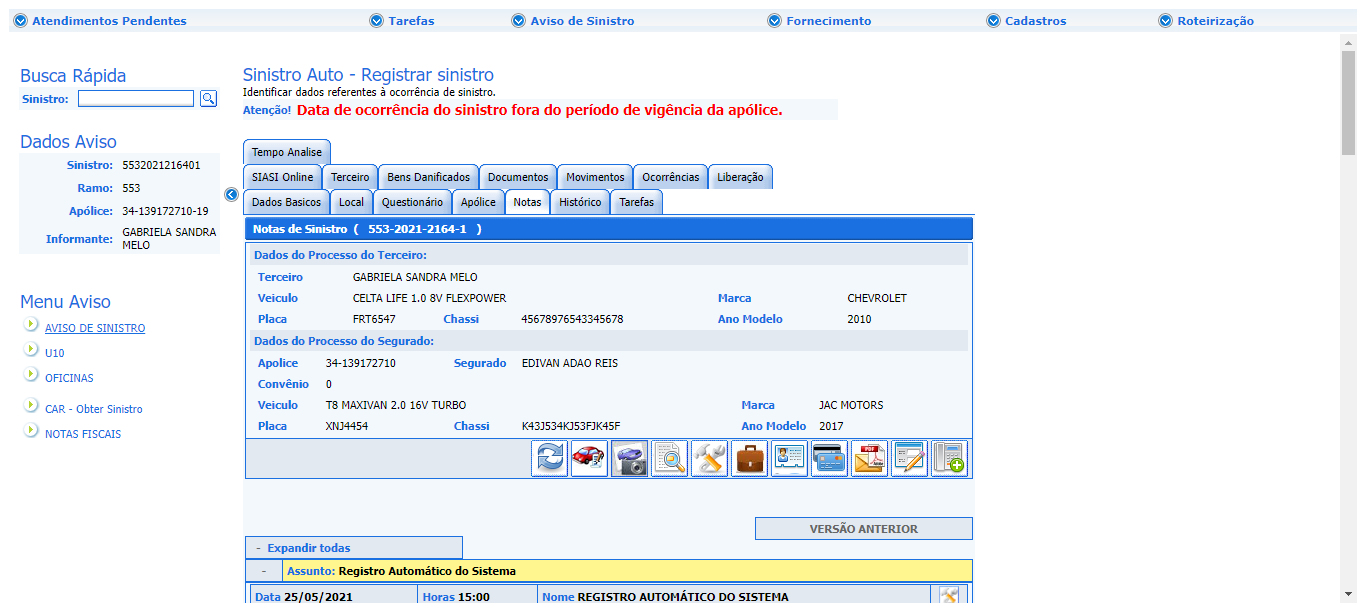 Atendimentos Pendentes Tarefas Aviso de Sinistro Fornecimento Cadastros Roteirização
Busca Rápida
Sinistro:
Dados Aviso
Sinistro: 5532021216401
Ramo: 553
Apólice: 34-139172710-19
Informante: GABRIELA SANDRA
MELO
Menu Aviso
AVISO DE SINISTRO
U10
OFICINAS
CAR - Obter Sinistro
NOTAS FISCAIS
Sinistro Auto - Registrar sinistro
Identificar dados referentes à ocorrência de sinistro.
Atenção! Data de ocorrência do sinistro fora do período de vigência da apólice.
Tempo Analise
SIASI Online Terceiro Bens Danificados Documentos Movimentos Ocorrências Liberação
Dados Basicos Local Questionário Apólice Notas Histórico Tarefas
Notas de Sinistro ( 553-2021-2164-1 )
Dados do Processo do Terceiro:
Terceiro GABRIELA SANDRA MELO
Veiculo CELTA LIFE 1.0 8V FLEXPOWER Marca CHEVROLET
Placa FRT6547 Chassi 45678976543345678 Ano Modelo 2010
Dados do Processo do Segurado:
Apolice 34-139172710 Segurado EDIVAN ADAO REIS
Convênio 0
Veiculo T8 MAXIVAN 2.0 16V TURBO Marca JAC MOTORS
Placa XNJ4454 Chassi K43J534KJ53FJK45F Ano Modelo 2017
PDF
VERSÃO ANTERIOR
- Expandir todas
- Assunto: Registro Automático do Sistema
Data 25/05/2021 Horas 15:00 Nome REGISTRO AUTOMÁTICO DO SISTEMA